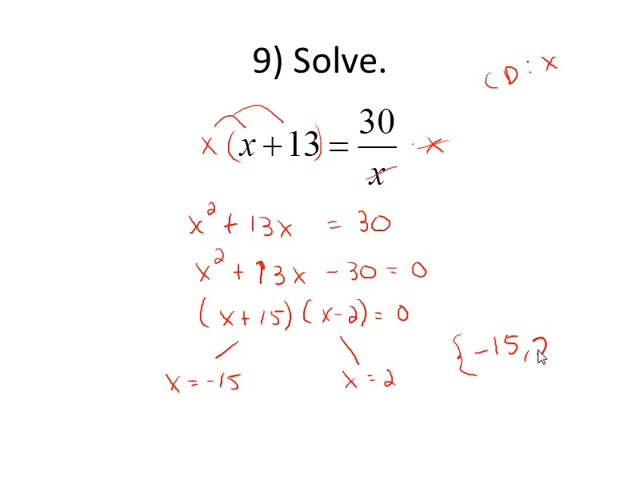 9) Solve.
CD: x
x(x + 13) = 30/x · x
x² + 13x = 30
x² + 13x - 30 = 0
(x + 15)(x - 2) = 0
x = -15 x = 2
{-15, 2